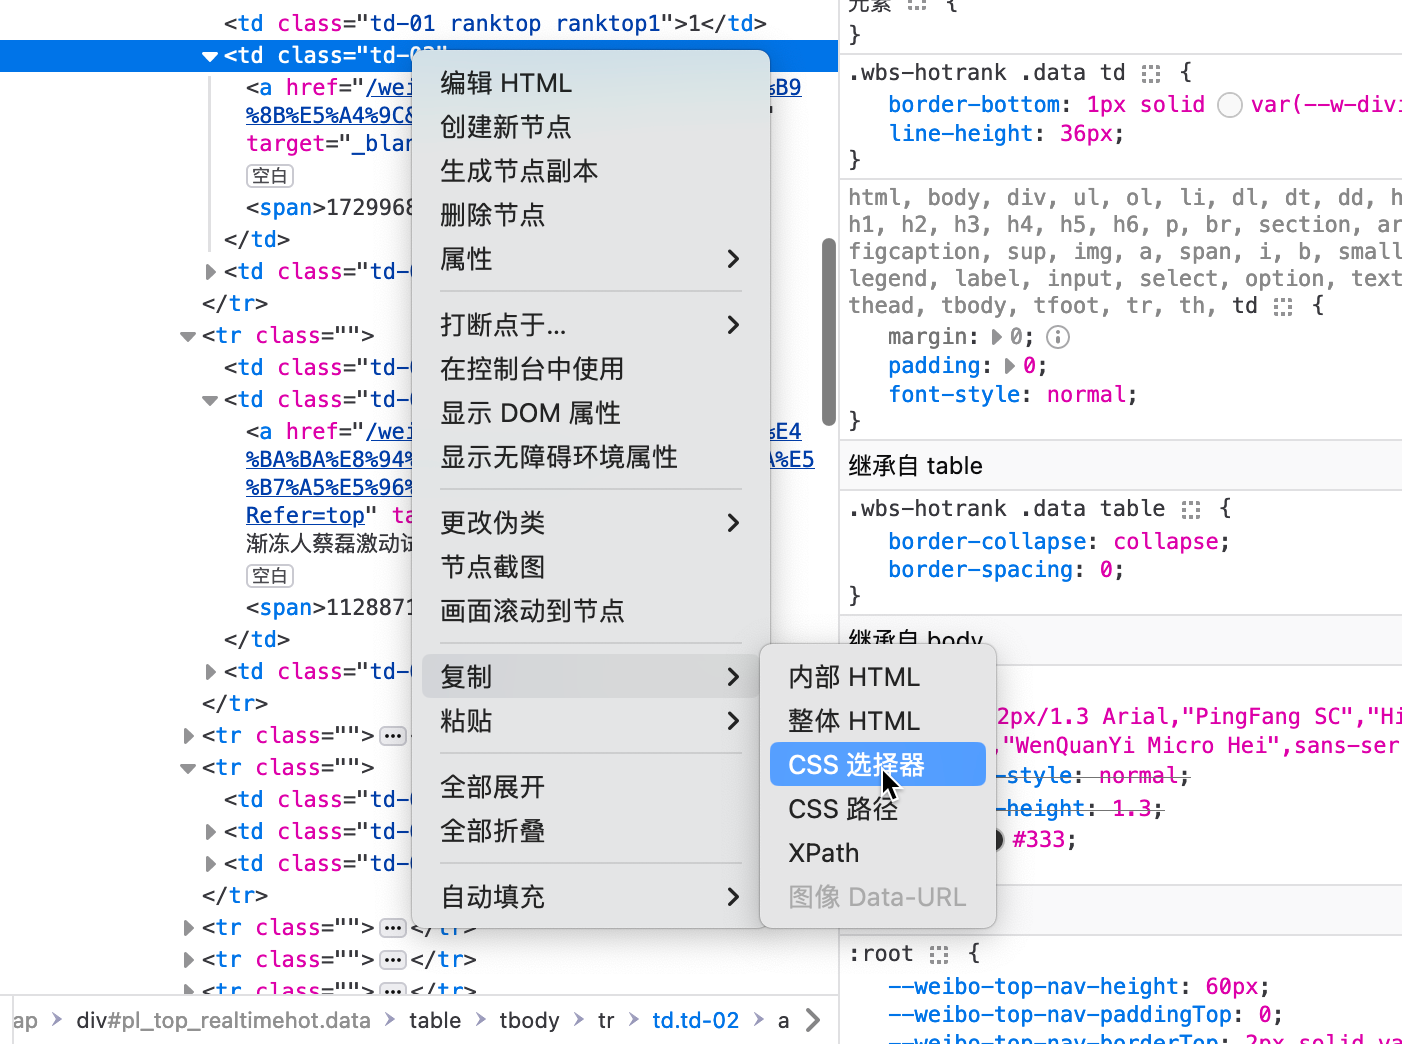 <td class="td-01 ranktop ranktop1">1</td>
<td class="td-02"
<a href="/wei
%B9
%8B%E5%A4%9C&
"
target="_blan
空白
<span>1729968
</td>
<td class="td-
</tr>
<tr class="">
<td class="td-
<td class="td-
<a href="/wei
%E4
%BA%BA%E8%94%
%E5
%B7%A5%E5%96%
Refer=top" ta
渐冻人蔡磊激动试
空白
<span>1128871
</td>
<td class="td-
</tr>
<tr class="">
<tr class="">
<td class="td-
<td class="td-
<td class="td-
</tr>
<tr class=""> </tr>
<tr class=""> </tr>
<tr class=""> </tr>
ap > div#pl_top_realtimehot.data > table > tbody > tr > td.td-02 > a
编辑 HTML
创建新节点
生成节点副本
删除节点
属性
打断点于...
在控制台中使用
显示 DOM 属性
显示无障碍环境属性
更改伪类
节点截图
画面滚动到节点
复制
粘贴
全部展开
全部折叠
自动填充
内部 HTML
整体 HTML
CSS 选择器
CSS 路径
XPath
图像 Data-URL
元素 {
}
.wbs-hotrank .data td {
border-bottom: 1px solid var(--w-divi
line-height: 36px;
}
html, body, div, ul, ol, li, dl, dt, dd, h
h1, h2, h3, h4, h5, h6, p, br, section, ar
figcaption, sup, img, a, span, i, b, small
legend, label, input, select, option, text
thead, tbody, tfoot, tr, th, td {
margin: 0;
padding: 0;
font-style: normal;
}
继承自 table
.wbs-hotrank .data table {
border-collapse: collapse;
border-spacing: 0;
}
继承自 body
2px/1.3 Arial,"PingFang SC","Hi
,"WenQuanYi Micro Hei",sans-ser
-style: normal;
-height: 1.3;
#333;
:root {
--weibo-top-nav-height: 60px;
--weibo-top-nav-paddingTop: 0;
--weibo-top-nav-borderTop: 2px solid va